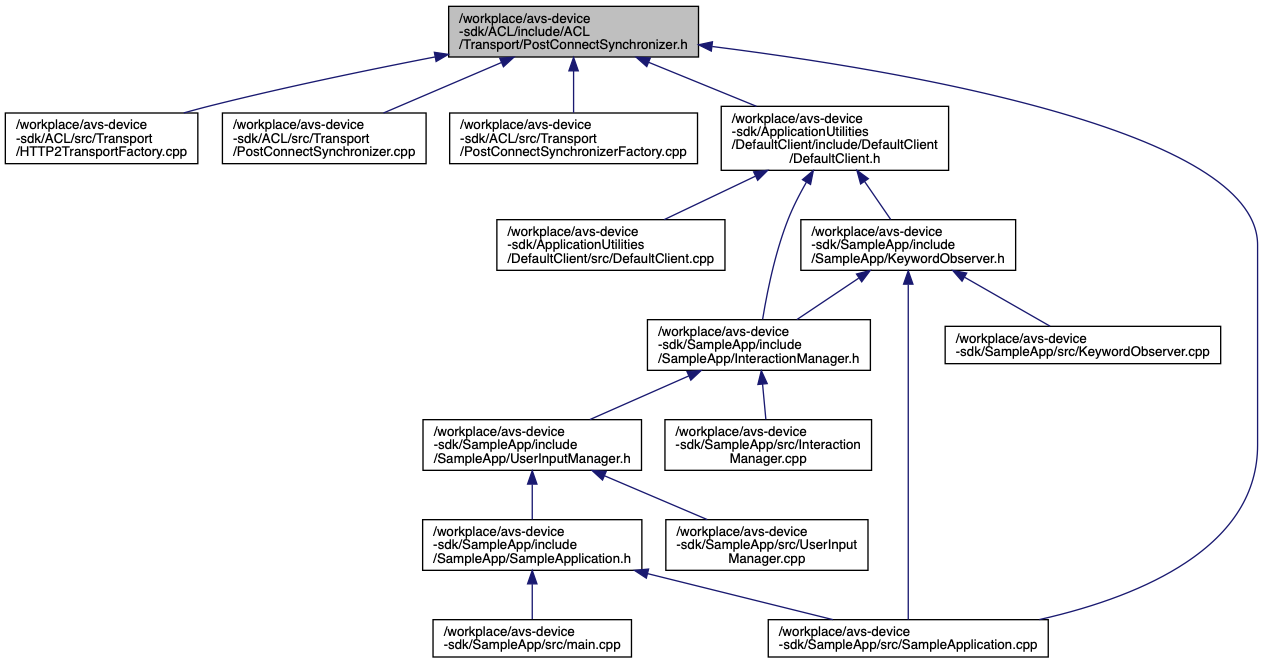 /workplace/avs-device
-sdk/ACL/include/ACL
/Transport/PostConnectSynchronizer.h
/workplace/avs-device
-sdk/ACL/src/Transport
/HTTP2TransportFactory.cpp
/workplace/avs-device
-sdk/ACL/src/Transport
/PostConnectSynchronizer.cpp
/workplace/avs-device
-sdk/ACL/src/Transport
/PostConnectSynchronizerFactory.cpp
/workplace/avs-device
-sdk/ApplicationUtilities
/DefaultClient/include/DefaultClient
/DefaultClient.h
/workplace/avs-device
-sdk/ApplicationUtilities
/DefaultClient/src/DefaultClient.cpp
/workplace/avs-device
-sdk/SampleApp/include
/SampleApp/KeywordObserver.h
/workplace/avs-device
-sdk/SampleApp/include
/SampleApp/InteractionManager.h
/workplace/avs-device
-sdk/SampleApp/src/KeywordObserver.cpp
/workplace/avs-device
-sdk/SampleApp/include
/SampleApp/UserInputManager.h
/workplace/avs-device
-sdk/SampleApp/src/Interaction
Manager.cpp
/workplace/avs-device
-sdk/SampleApp/include
/SampleApp/SampleApplication.h
/workplace/avs-device
-sdk/SampleApp/src/UserInput
Manager.cpp
/workplace/avs-device
-sdk/SampleApp/src/main.cpp
/workplace/avs-device
-sdk/SampleApp/src/SampleApplication.cpp